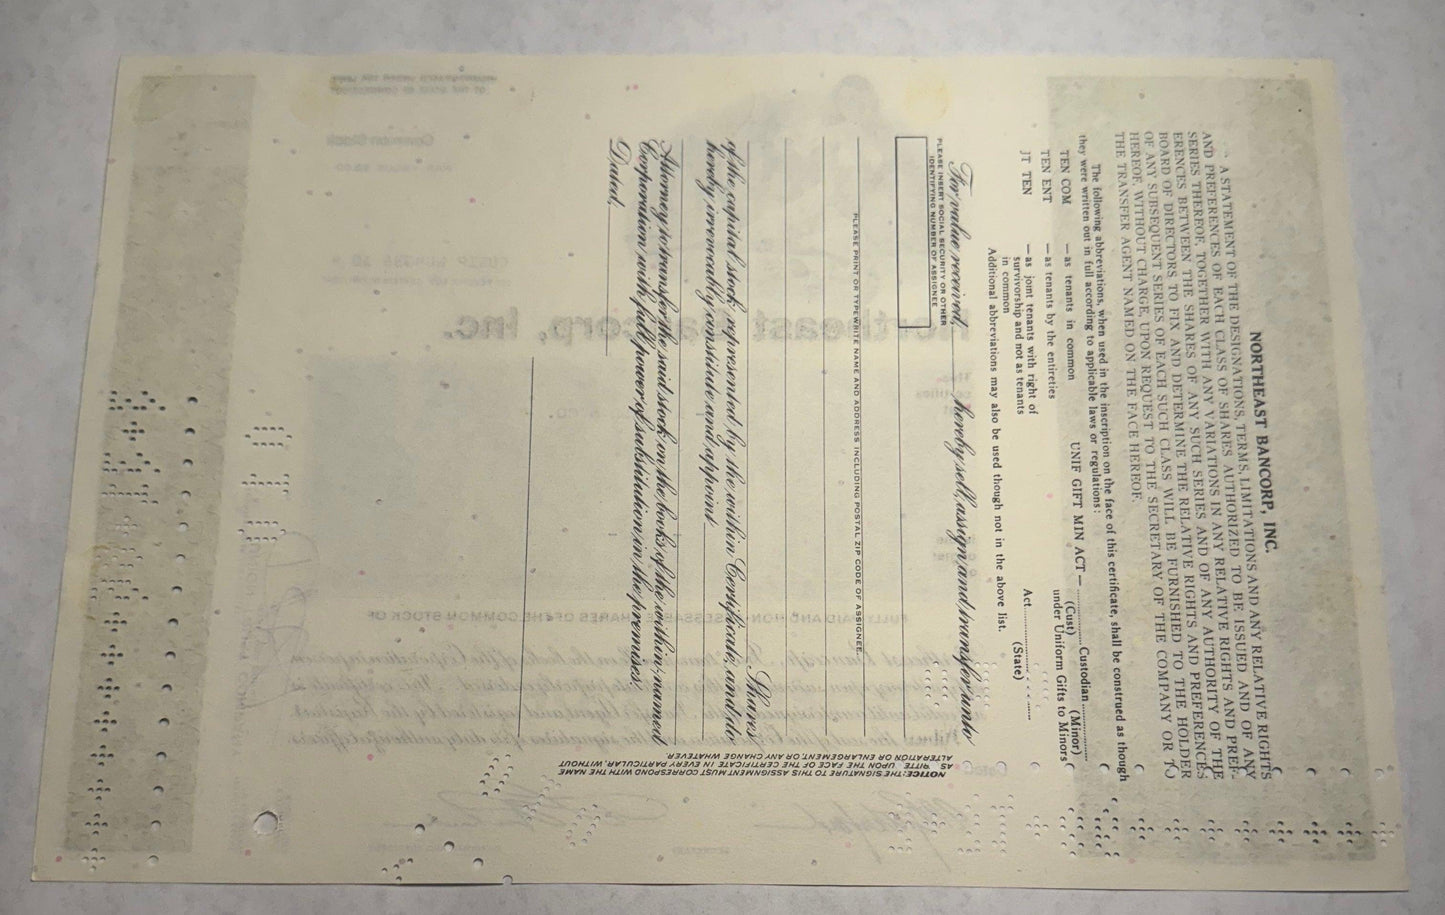 NORTHEAST BANCORP, INC.
A STATEMENT OF THE DESIGNATIONS, TERMS, LIMITATIONS AND ANY RELATIVE RIGHTS
AND PREFERENCES OF EACH CLASS OF SHARES AUTHORIZED TO BE ISSUED AND OF ANY
SERIES THEREOF, TOGETHER WITH ANY VARIATIONS IN ANY RELATIVE RIGHTS AND PREF-
ERENCES BETWEEN THE SHARES OF ANY SUCH SERIES AND OF ANY AUTHORITY OF THE
BOARD OF DIRECTORS TO FIX AND DETERMINE THE RELATIVE RIGHTS AND PREFERENCES
OF ANY SUBSEQUENT SERIES OF EACH SUCH CLASS WILL BE FURNISHED TO THE HOLDER
HEREOF, WITHOUT CHARGE, UPON REQUEST TO THE SECRETARY OF THE COMPANY OR TO
THE TRANSFER AGENT NAMED ON THE FACE HEREOF.
The following abbreviations, when used in the inscription on the face of this certificate, shall be construed as though
they were written out in full according to applicable laws or regulations:
TEN COM — as tenants in common
TEN ENT — as tenants by the entireties
JT TEN — as joint tenants with right of
survivorship and not as tenants
in common
UNIF GIFT MIN ACT — ............ Custodian ............
(Cust) (Minor)
under Uniform Gifts to Minors
Act..................
(State)
Additional abbreviations may also be used though not in the above list.
For value received, hereby sell, assign and transfer unto
PLEASE INSERT SOCIAL SECURITY OR OTHER
IDENTIFYING NUMBER OF ASSIGNEE
PLEASE PRINT OR TYPEWRITE NAME AND ADDRESS INCLUDING POSTAL ZIP CODE OF ASSIGNEE
Shares
of the capital stock represented by the within Certificate, and do
hereby irrevocably constitute and appoint
Attorney
to transfer the said stock on the books of the within-named
Corporation with full power of substitution in the premises.
Dated,
NOTICE: THE SIGNATURE TO THIS ASSIGNMENT MUST CORRESPOND WITH THE NAME
AS WRITTEN UPON THE FACE OF THE CERTIFICATE IN EVERY PARTICULAR, WITHOUT
ALTERATION OR ENLARGEMENT, OR ANY CHANGE WHATEVER.